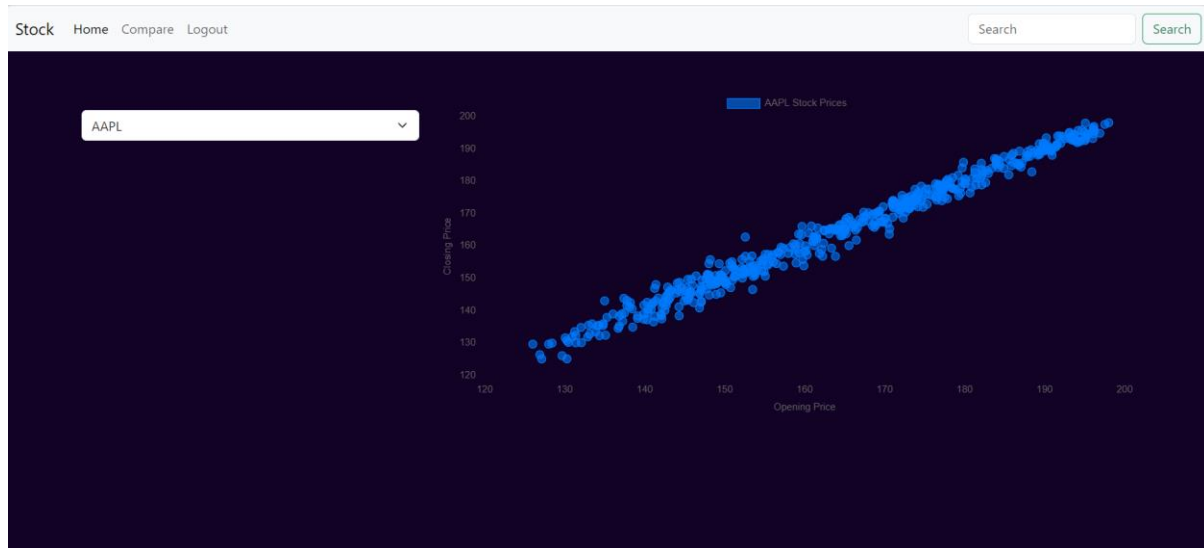 Stock Home Compare Logout Search Search
AAPL
AAPL Stock Prices
200
190
180
170
160
150
140
130
120
Closing Price
120 130 140 150 160 170 180 190 200
Opening Price